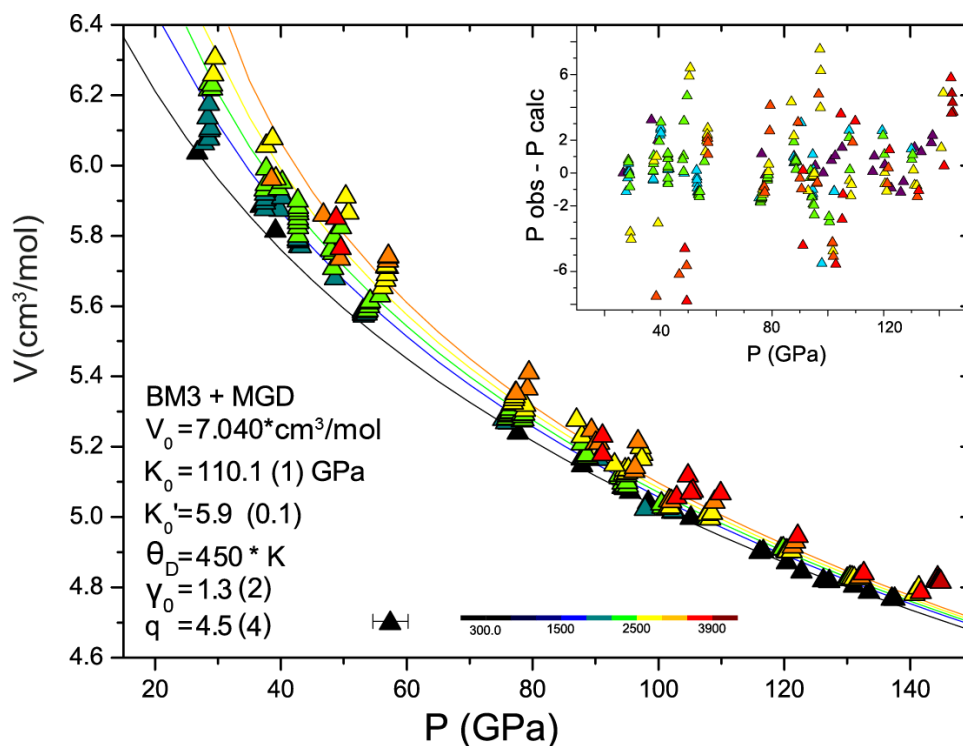 6.4
6.2
6.0
5.8
5.6
5.4
5.2
5.0
4.8
4.6
V(cm³/mol)
20 40 60 80 100 120 140
P (GPa)
BM3 + MGD
V₀=7.040*cm³/mol
K₀=110.1 (1) GPa
K₀'=5.9 (0.1)
θ_D=450 * K
γ₀=1.3 (2)
q =4.5 (4)
300.0 1500 2500 3900
6
2
0
-2
-6
P obs - P calc
40 80 120
P (GPa)